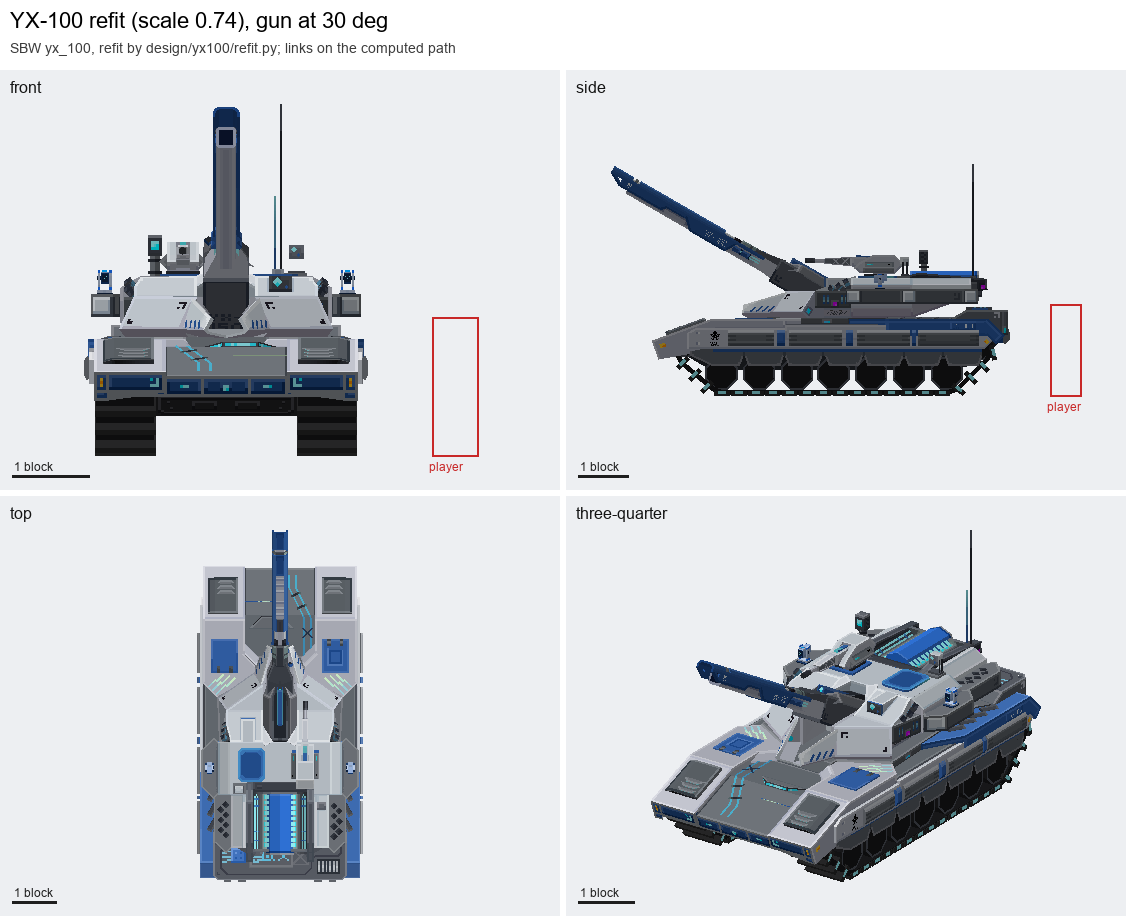 YX-100 refit (scale 0.74), gun at 30 deg
SBW yx_100, refit by design/yx100/refit.py; links on the computed path
front
side
player
1 block
player
1 block
top
three-quarter
1 block
1 block